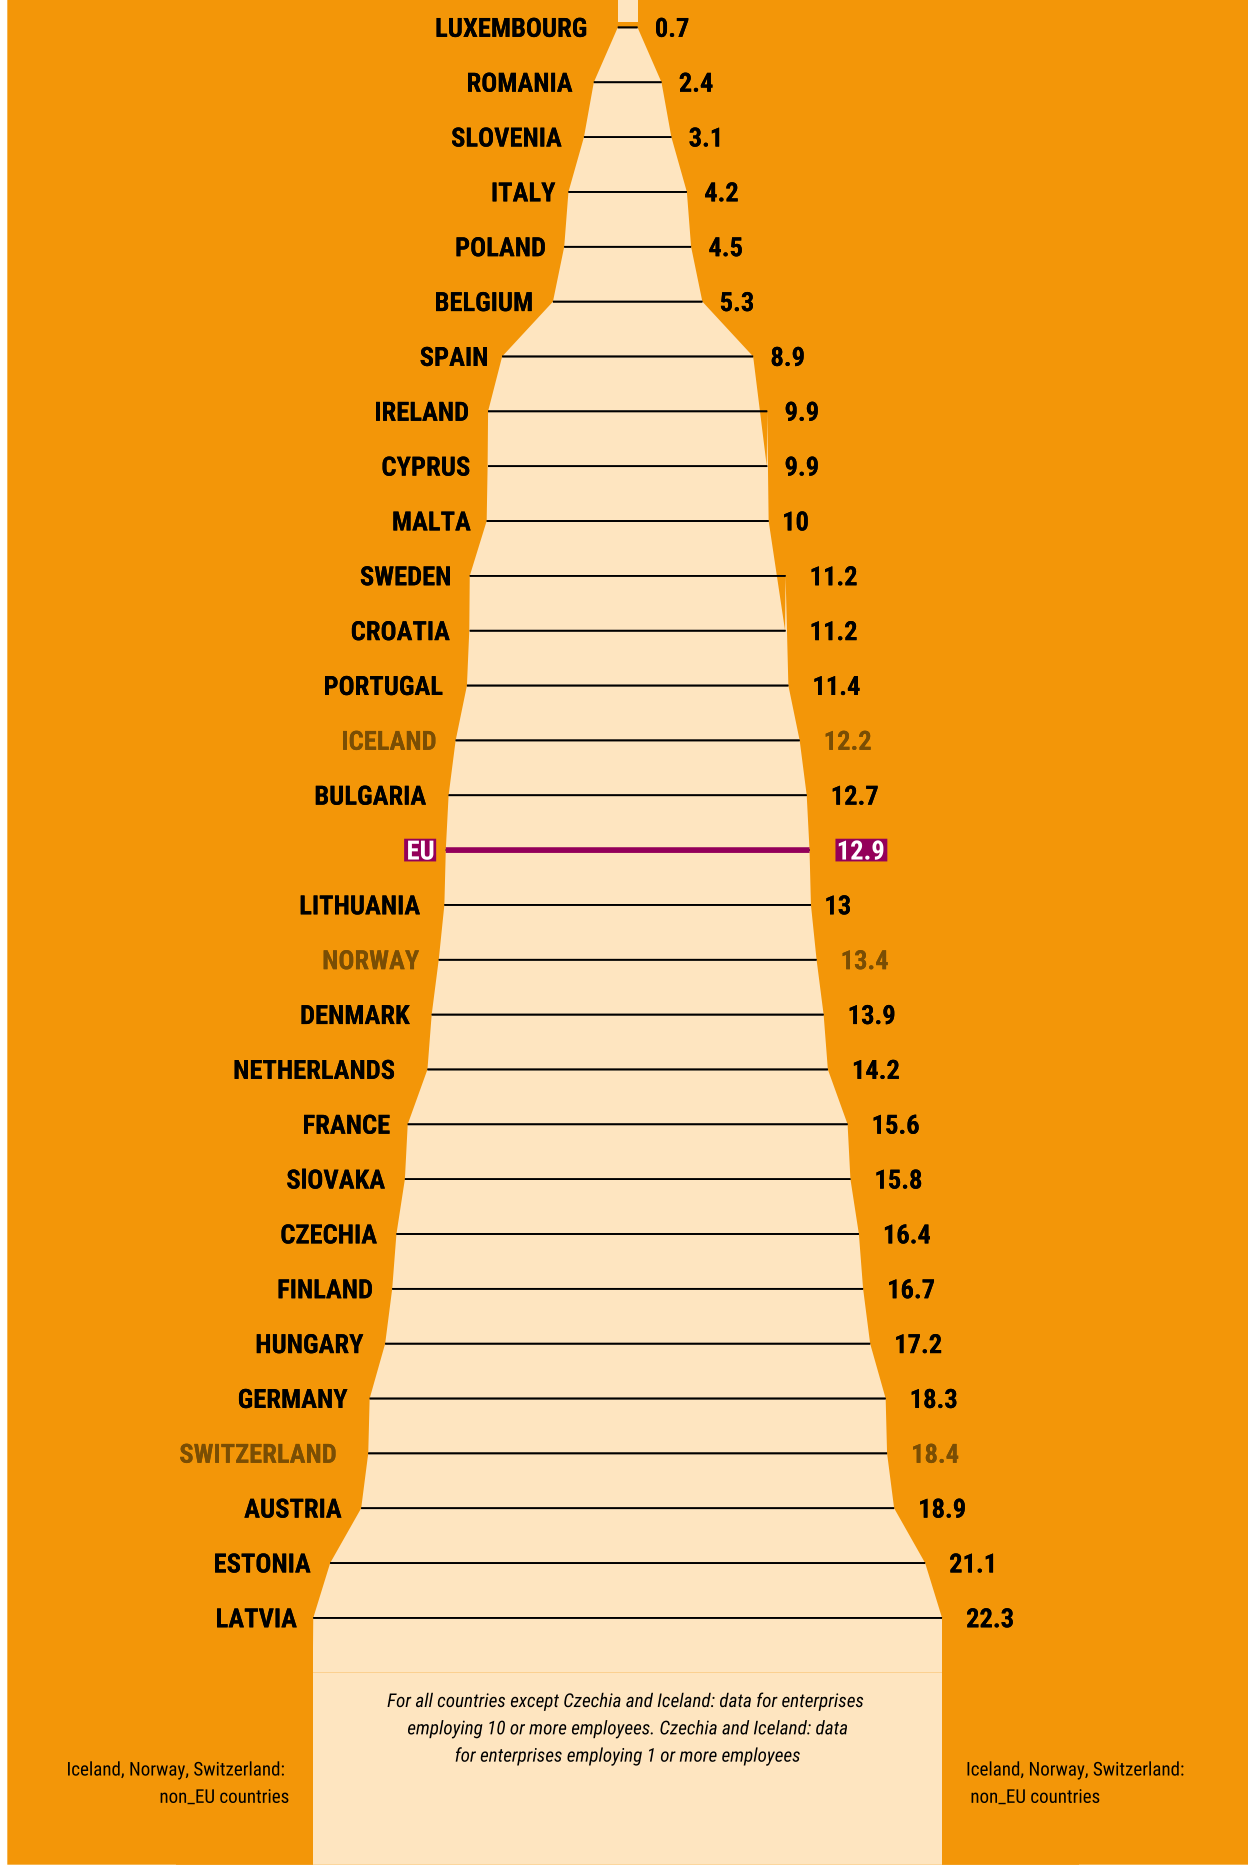 LUXEMBOURG 0.7
ROMANIA 2.4
SLOVENIA 3.1
ITALY 4.2
POLAND 4.5
BELGIUM 5.3
SPAIN 8.9
IRELAND 9.9
CYPRUS 9.9
MALTA 10
SWEDEN 11.2
CROATIA 11.2
PORTUGAL 11.4
ICELAND 12.2
BULGARIA 12.7
EU 12.9
LITHUANIA 13
NORWAY 13.4
DENMARK 13.9
NETHERLANDS 14.2
FRANCE 15.6
SlOVAKA 15.8
CZECHIA 16.4
FINLAND 16.7
HUNGARY 17.2
GERMANY 18.3
SWITZERLAND 18.4
AUSTRIA 18.9
ESTONIA 21.1
LATVIA 22.3
For all countries except Czechia and Iceland: data for enterprises
employing 10 or more employees. Czechia and Iceland: data
for enterprises employing 1 or more employees
Iceland, Norway, Switzerland:
non_EU countries
Iceland, Norway, Switzerland:
non_EU countries